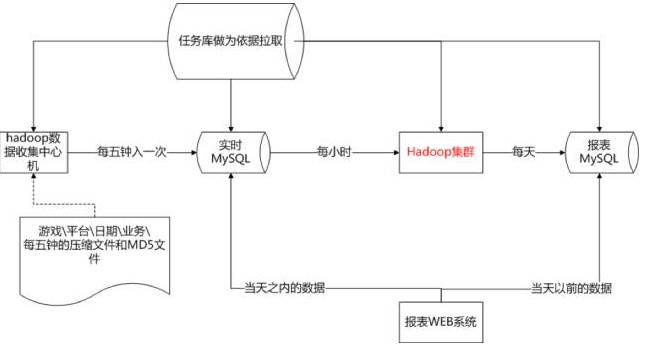 任务库做为依据拉取
hadoop数
据收集中心
机
每五钟入一次
实时
MySQL
每小时
Hadoop集群
每天
报表
MySQL
游戏\平台\日期\业务\
每五钟的压缩文件和MD5文
件
当天之内的数据
当天以前的数据
报表WEB系统